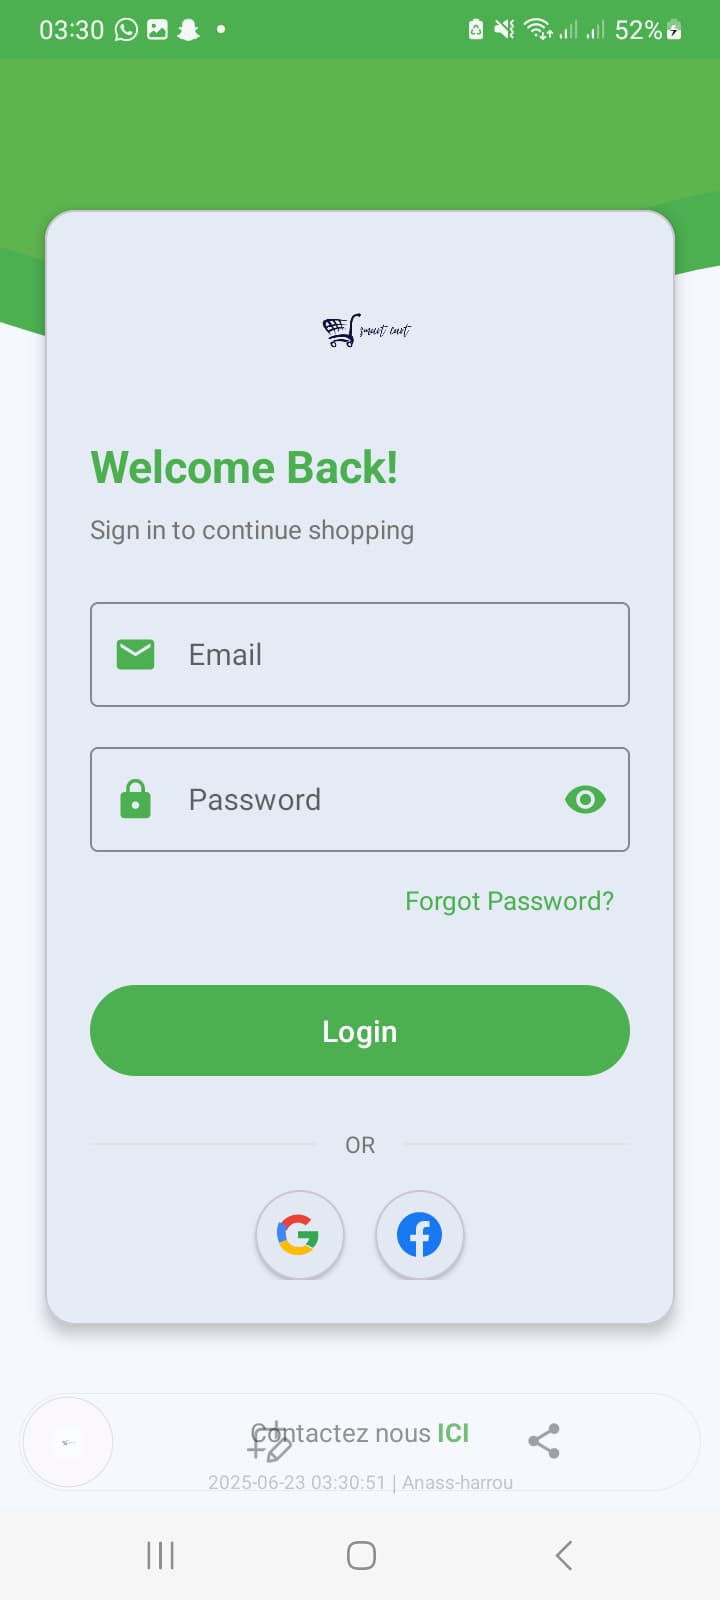 03:30 52%
smart cart
Welcome Back!
Sign in to continue shopping
Email
Password
Forgot Password?
Login
OR
Contactez nous ICI
2025-06-23 03:30:51 | Anass-harrou